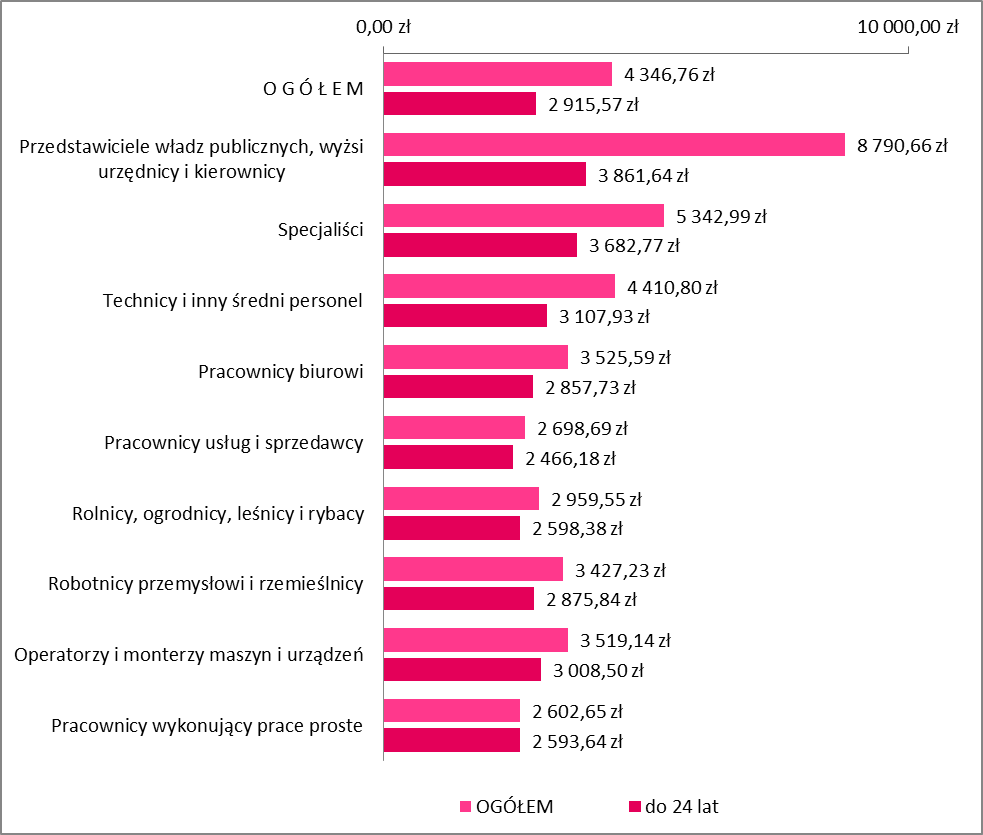 0,00 zł 10 000,00 zł
O G Ó Ł E M
4 346,76 zł
2 915,57 zł
Przedstawiciele władz publicznych, wyżsi
urzędnicy i kierownicy
8 790,66 zł
3 861,64 zł
Specjaliści
5 342,99 zł
3 682,77 zł
Technicy i inny średni personel
4 410,80 zł
3 107,93 zł
Pracownicy biurowi
3 525,59 zł
2 857,73 zł
Pracownicy usług i sprzedawcy
2 698,69 zł
2 466,18 zł
Rolnicy, ogrodnicy, leśnicy i rybacy
2 959,55 zł
2 598,38 zł
Robotnicy przemysłowi i rzemieślnicy
3 427,23 zł
2 875,84 zł
Operatorzy i monterzy maszyn i urządzeń
3 519,14 zł
3 008,50 zł
Pracownicy wykonujący prace proste
2 602,65 zł
2 593,64 zł
OGÓŁEM do 24 lat